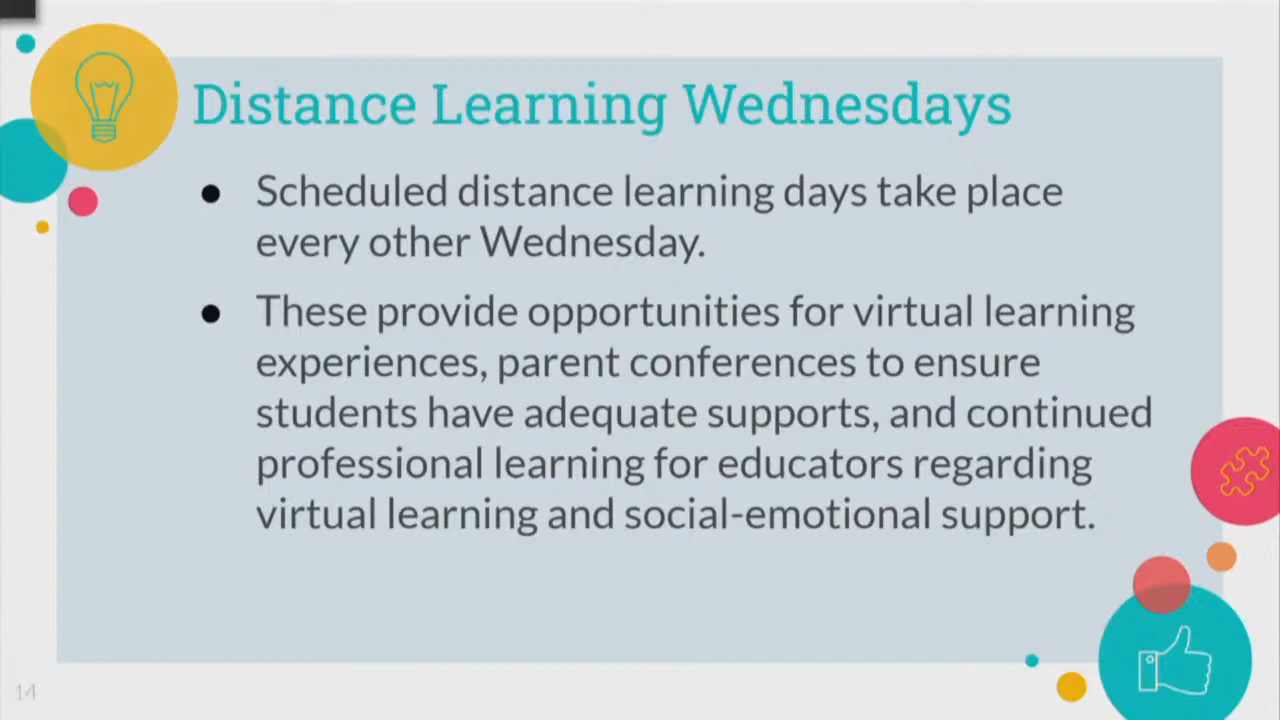 Distance Learning Wednesdays
● Scheduled distance learning days take place
every other Wednesday.
● These provide opportunities for virtual learning
experiences, parent conferences to ensure
students have adequate supports, and continued
professional learning for educators regarding
virtual learning and social-emotional support.
14